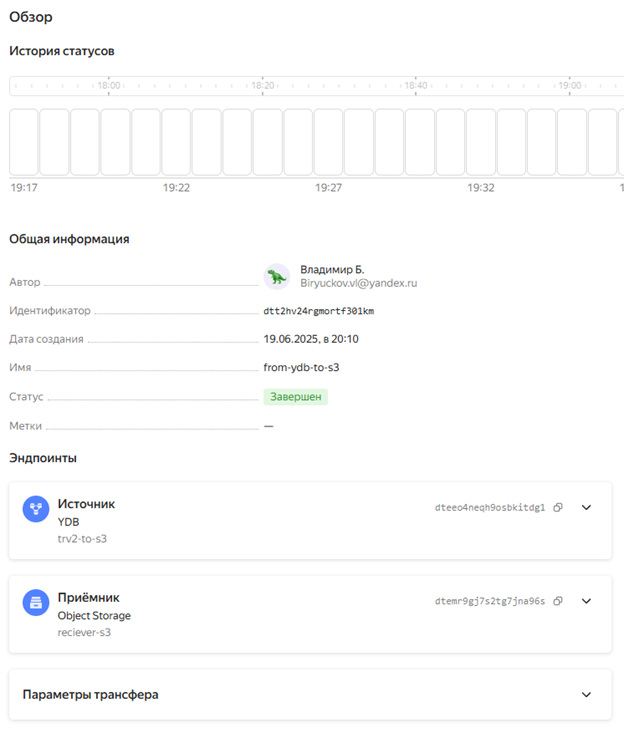 Обзор
История статусов
18:00 18:20 18:40 19:00
19:17 19:22 19:27 19:32 1
Общая информация
Автор Владимир Б.
Biryuckov.vl@yandex.ru
Идентификатор dtt2hv24rgmortf301km
Дата создания 19.06.2025, в 20:10
Имя from-ydb-to-s3
Статус Завершен
Метки —
Эндпоинты
Источник dteeo4neqh9osbkitdg1
YDB
trv2-to-s3
Приёмник dtemr9gj7s2tg7jna96s
Object Storage
reciever-s3
Параметры трансфера